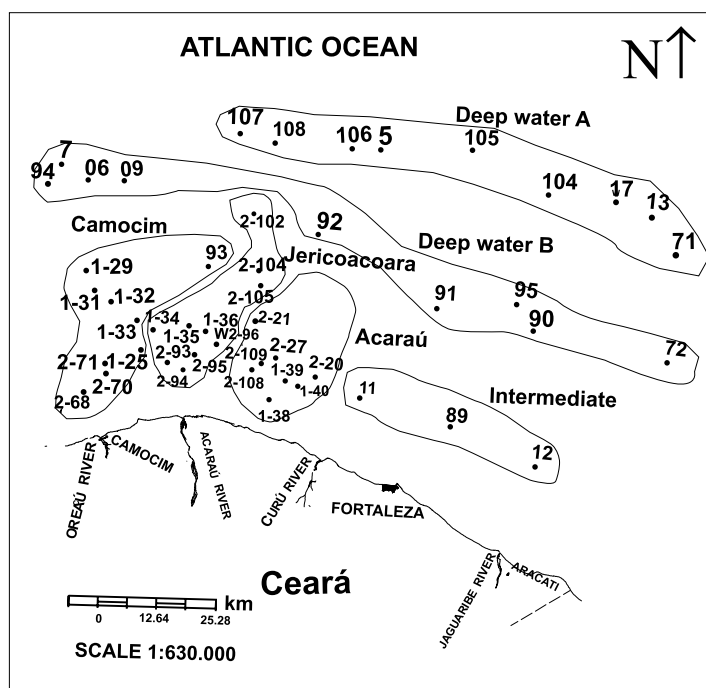 ATLANTIC OCEAN
N
Deep water A
107
108
106
5
105
104
17
13
71
7
94
06
09
Camocim
2-102
92
Deep water B
93
Jericoacoara
1-29
2-104
1-31
1-32
2-105
91
95
90
72
1-33
1-34
1-35
1-36
W2-96
2-21
Acaraú
2-71
1-25
2-93
2-95
2-109
2-27
2-20
2-70
2-94
2-108
1-39
1-40
2-68
1-38
11
Intermediate
89
12
OREAÚ RIVER
CAMOCIM
ACARAÚ RIVER
CURÚ RIVER
FORTALEZA
JAGUARIBE RIVER
ARACATI
Ceará
km
0 12.64 25.28
SCALE 1:630.000